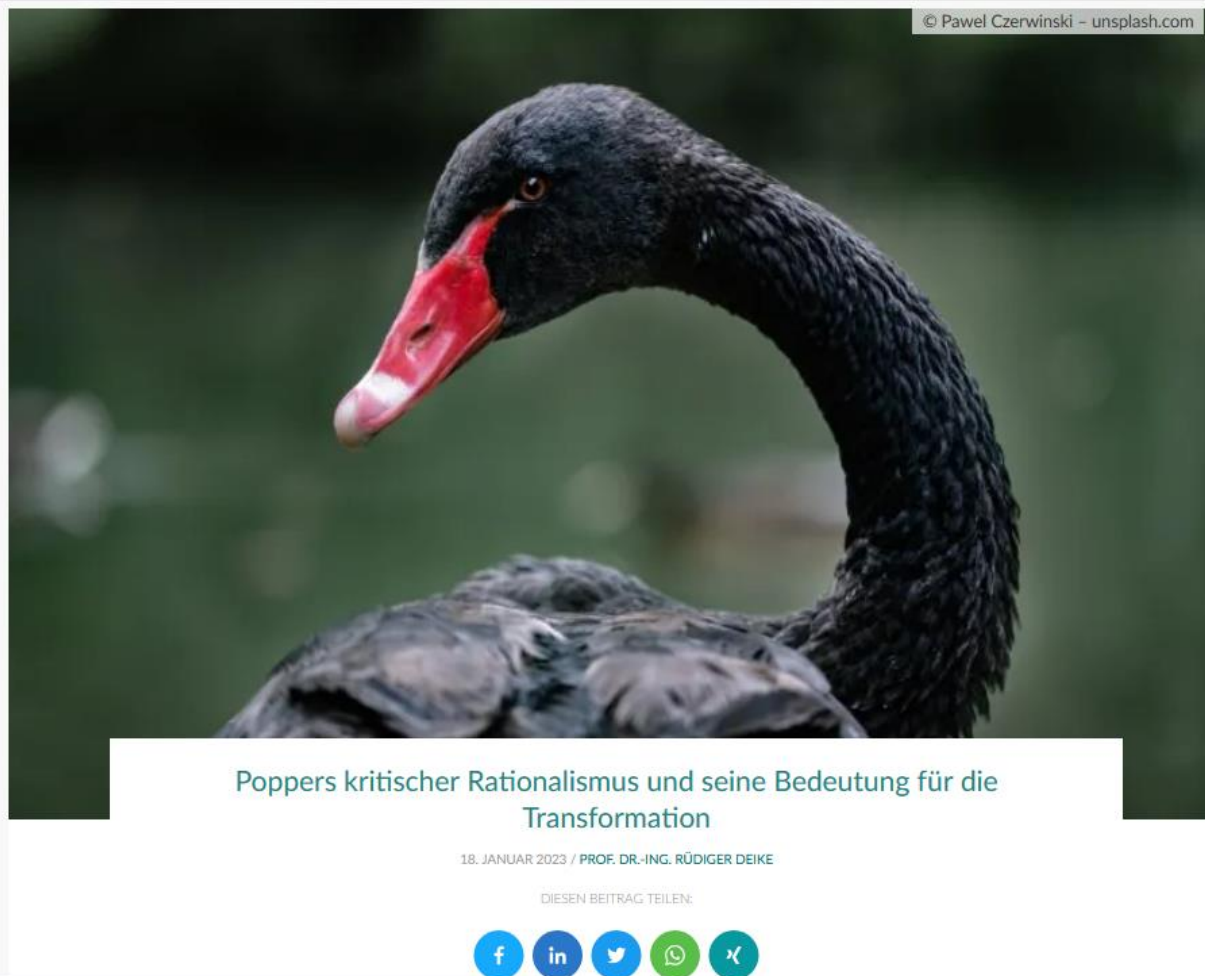 © Pawel Czerwinski – unsplash.com
Poppers kritischer Rationalismus und seine Bedeutung für die
Transformation
18. JANUAR 2023 / PROF. DR.-ING. RÜDIGER DEIKE
DIESEN BEITRAG TEILEN:
f in